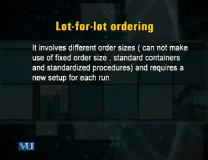 Lot-for-lot ordering
It involves different order sizes ( can not make
use of fixed order size , standard containers
and standardized procedures) and requires a
new setup for each run.
VU